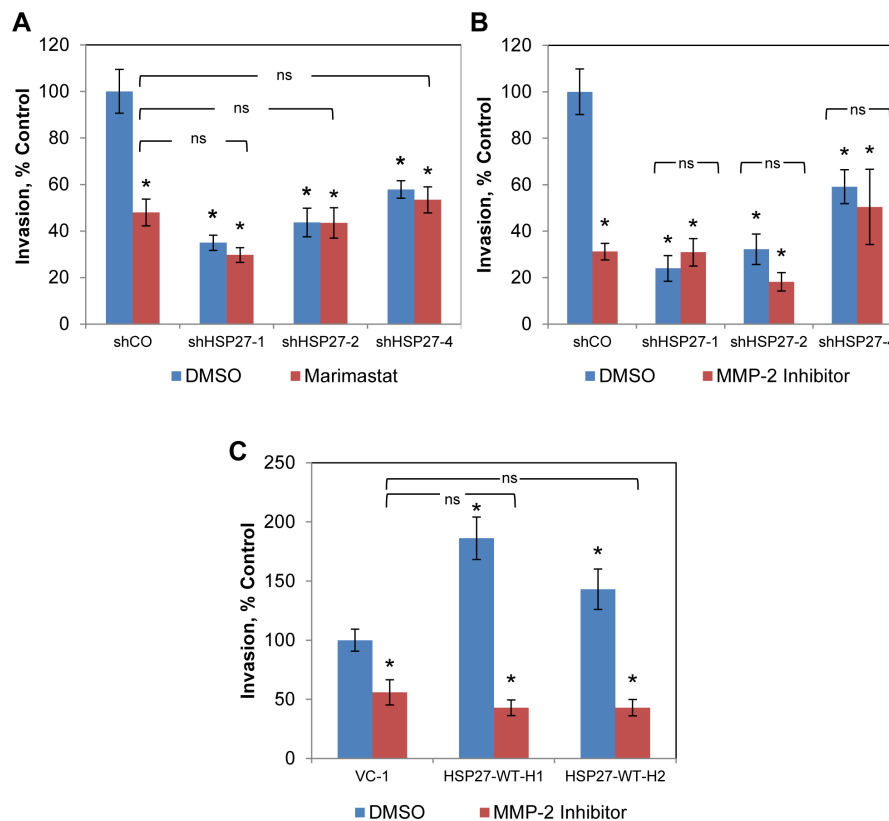 A
Invasion, % Control
120
100
80
60
40
20
0
ns
ns
ns
*
*
*
*
*
*
*
shCO
shHSP27-1
shHSP27-2
shHSP27-4
DMSO
Marimastat
B
Invasion, % Control
120
100
80
60
40
20
0
ns
ns
ns
*
*
*
*
*
*
*
shCO
shHSP27-1
shHSP27-2
shHSP27-4
DMSO
MMP-2 Inhibitor
C
Invasion, % Control
250
200
150
100
50
0
ns
ns
*
*
*
*
*
VC-1
HSP27-WT-H1
HSP27-WT-H2
DMSO
MMP-2 Inhibitor